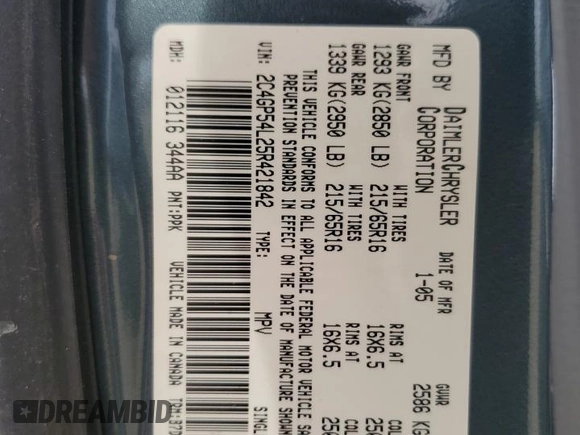 MFD BY DAIMLERCHRYSLER CORPORATION DATE OF MFR 1-05 GVWR 2586 KG
GAWR FRONT WITH TIRES RIMS AT
1293 KG(2850 LB) 215/65R16 16X6.5
GAWR REAR WITH TIRES RIMS AT
1339 KG(2950 LB) 215/65R16 16X6.5
THIS VEHICLE CONFORMS TO ALL APPLICABLE FEDERAL MOTOR VEHICLE
PREVENTION STANDARDS IN EFFECT ON THE DATE OF MANUFACTURE SHOWN
2C4GP54L25R421842 TYPE: MPV
MDH: 012116 344AA PNT:PPK VEHICLE MADE IN CANADA
DREAMBID